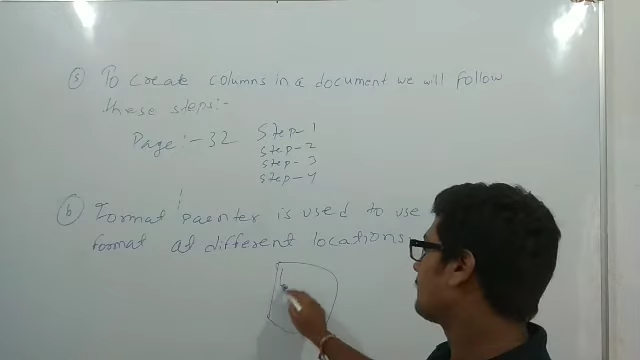 (5) To create columns in a document we will follow
these steps:-
Page:-32 Step-1
Step-2
Step-3
Step-4
(6) Format painter is used to use
format at different locations.